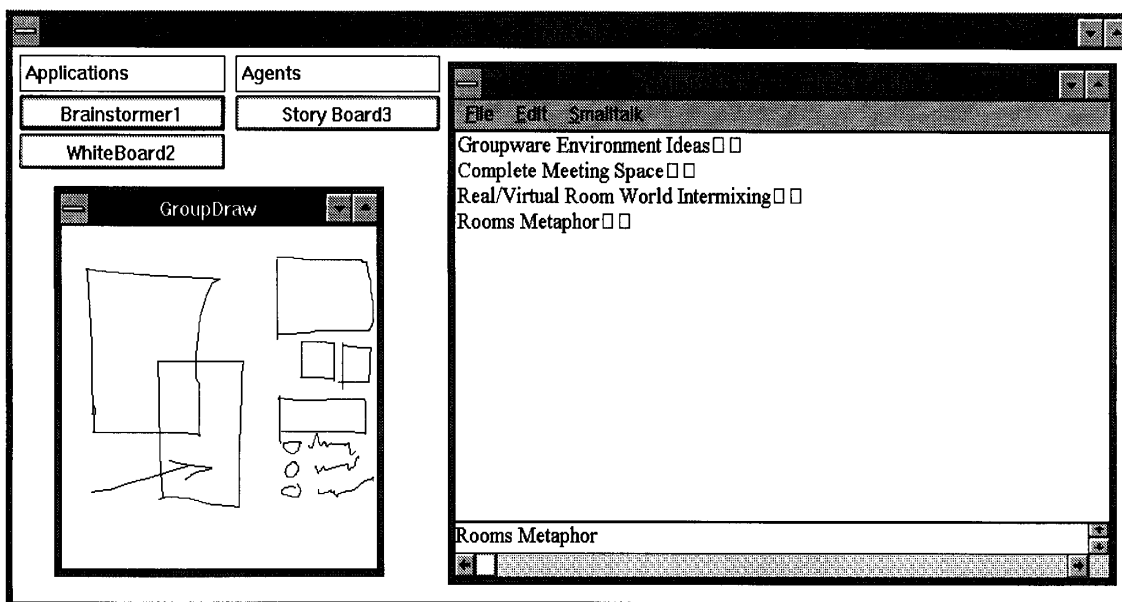 Applications
Agents
Brainstormer1
Story Board3
WhiteBoard2
GroupDraw
File Edit Smalltalk
Groupware Environment Ideas□ □
Complete Meeting Space□ □
Real/Virtual Room World Intermixing□ □
Rooms Metaphor□ □
Rooms Metaphor